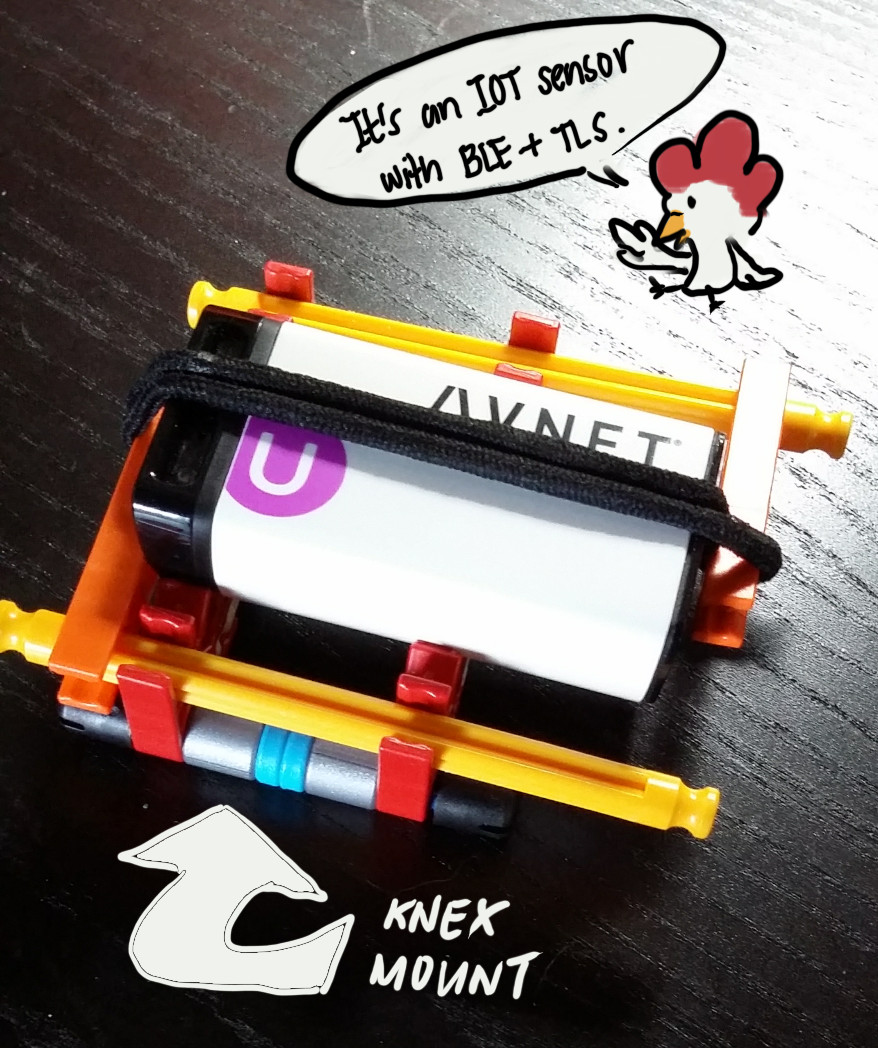 It's an IOT sensor
with BLE + TLS.
AVNET
U
KNEX
MOUNT